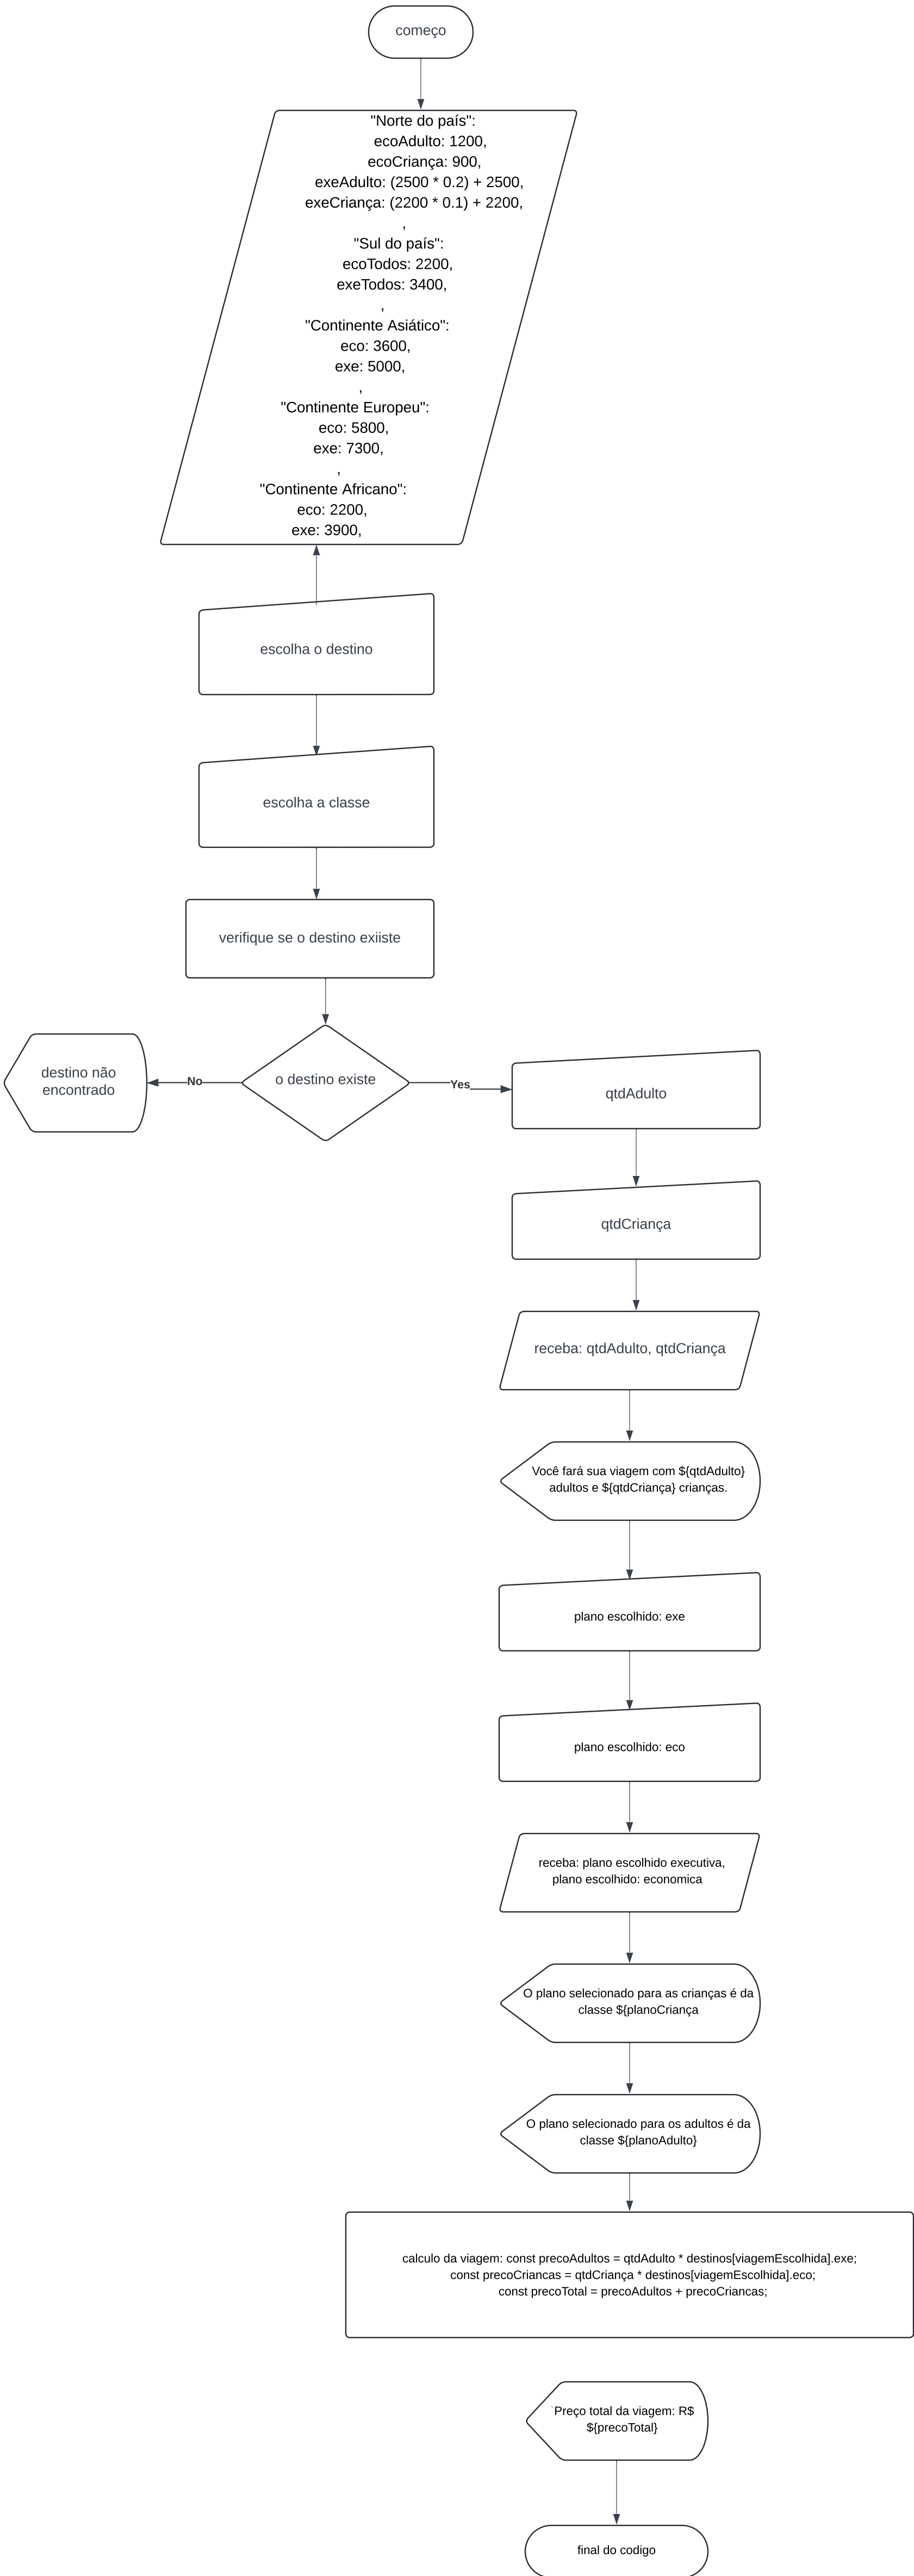 começo
"Norte do país":
ecoAdulto: 1200,
ecoCriança: 900,
exeAdulto: (2500 * 0.2) + 2500,
exeCriança: (2200 * 0.1) + 2200,
,
"Sul do país":
ecoTodos: 2200,
exeTodos: 3400,
,
"Continente Asiático":
eco: 3600,
exe: 5000,
,
"Continente Europeu":
eco: 5800,
exe: 7300,
,
"Continente Africano":
eco: 2200,
exe: 3900,
escolha o destino
escolha a classe
verifique se o destino exiiste
o destino existe
No
destino não
encontrado
Yes
qtdAdulto
qtdCriança
receba: qtdAdulto, qtdCriança
Você fará sua viagem com ${qtdAdulto}
adultos e ${qtdCriança} crianças.
plano escolhido: exe
plano escolhido: eco
receba: plano escolhido executiva,
plano escolhido: economica
O plano selecionado para as crianças é da
classe ${planoCriança
O plano selecionado para os adultos é da
classe ${planoAdulto}
calculo da viagem: const precoAdultos = qtdAdulto * destinos[viagemEscolhida].exe;
const precoCriancas = qtdCriança * destinos[viagemEscolhida].eco;
const precoTotal = precoAdultos + precoCriancas;
`Preço total da viagem: R$
${precoTotal}
final do codigo